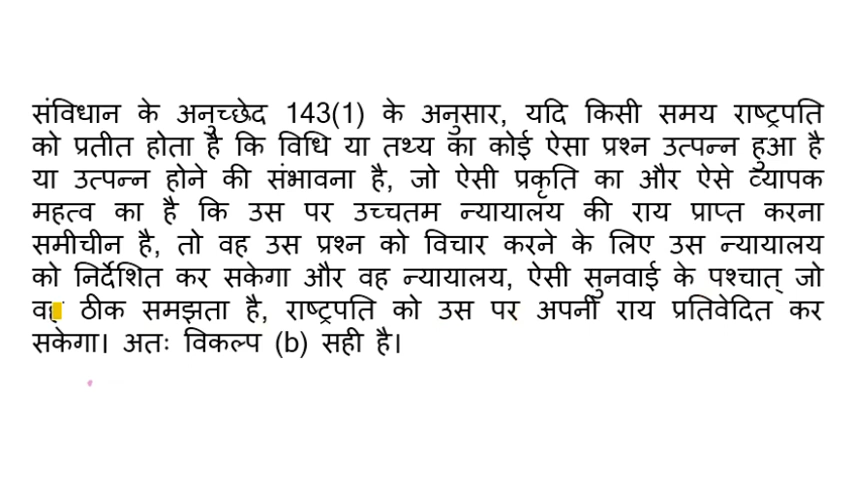 संविधान के अनुच्छेद 143(1) के अनुसार, यदि किसी समय राष्ट्रपति
को प्रतीत होता है कि विधि या तथ्य का कोई ऐसा प्रश्न उत्पन्न हुआ है
या उत्पन्न होने की संभावना है, जो ऐसी प्रकृति का और ऐसे व्यापक
महत्व का है कि उस पर उच्चतम न्यायालय की राय प्राप्त करना
समीचीन है, तो वह उस प्रश्न को विचार करने के लिए उस न्यायालय
को निर्देशित कर सकेगा और वह न्यायालय, ऐसी सुनवाई के पश्चात् जो
वह ठीक समझता है, राष्ट्रपति को उस पर अपनी राय प्रतिवेदित कर
सकेगा। अतः विकल्प (b) सही है।